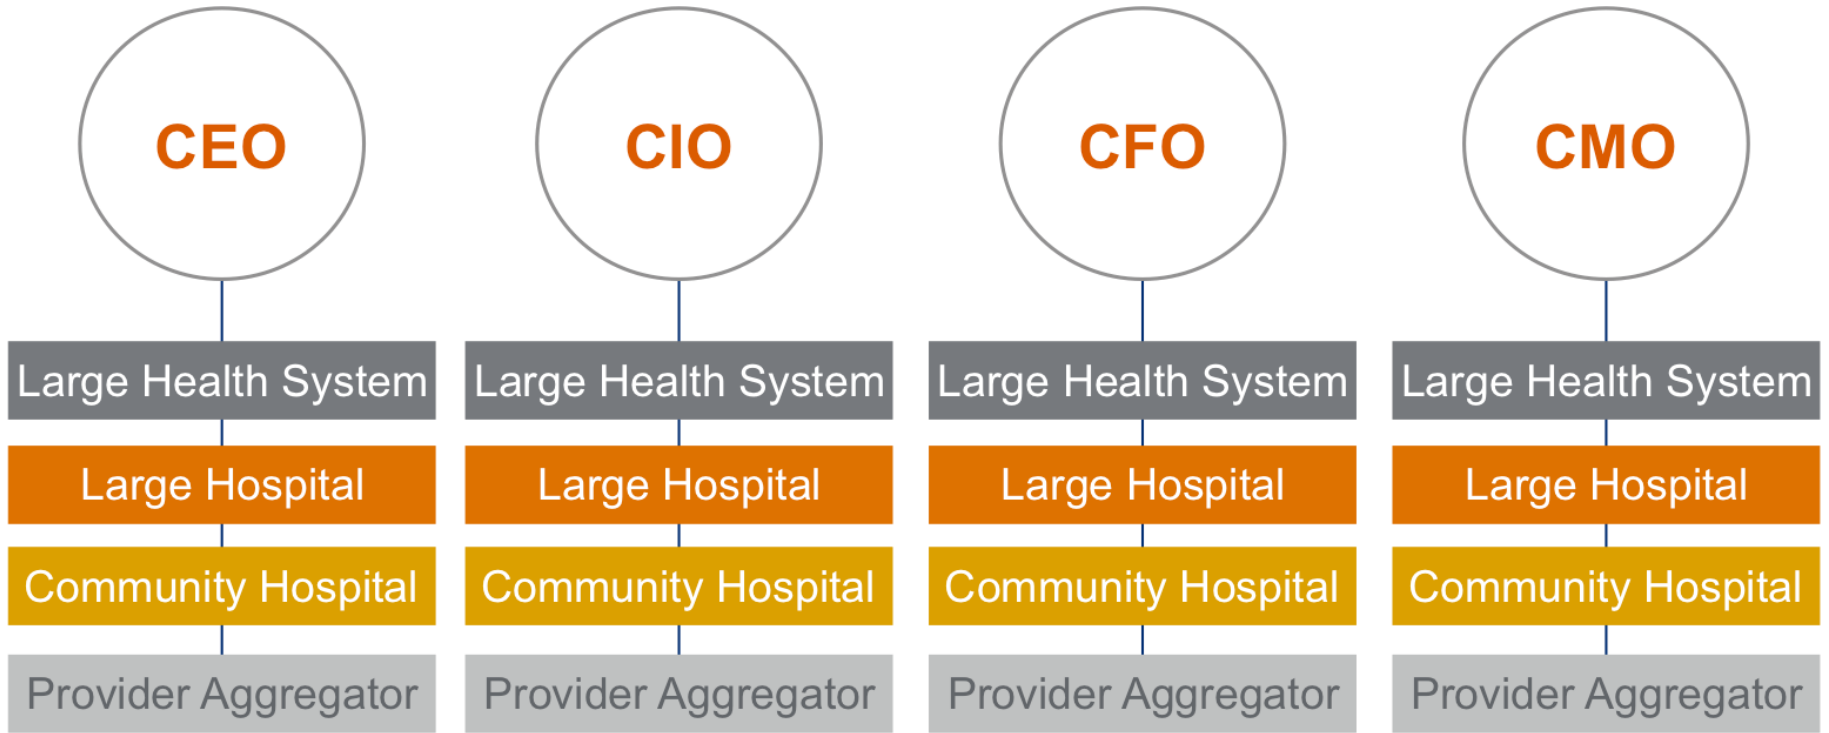 CEO
CIO
CFO
CMO
Large Health System
Large Health System
Large Health System
Large Health System
Large Hospital
Large Hospital
Large Hospital
Large Hospital
Community Hospital
Community Hospital
Community Hospital
Community Hospital
Provider Aggregator
Provider Aggregator
Provider Aggregator
Provider Aggregator